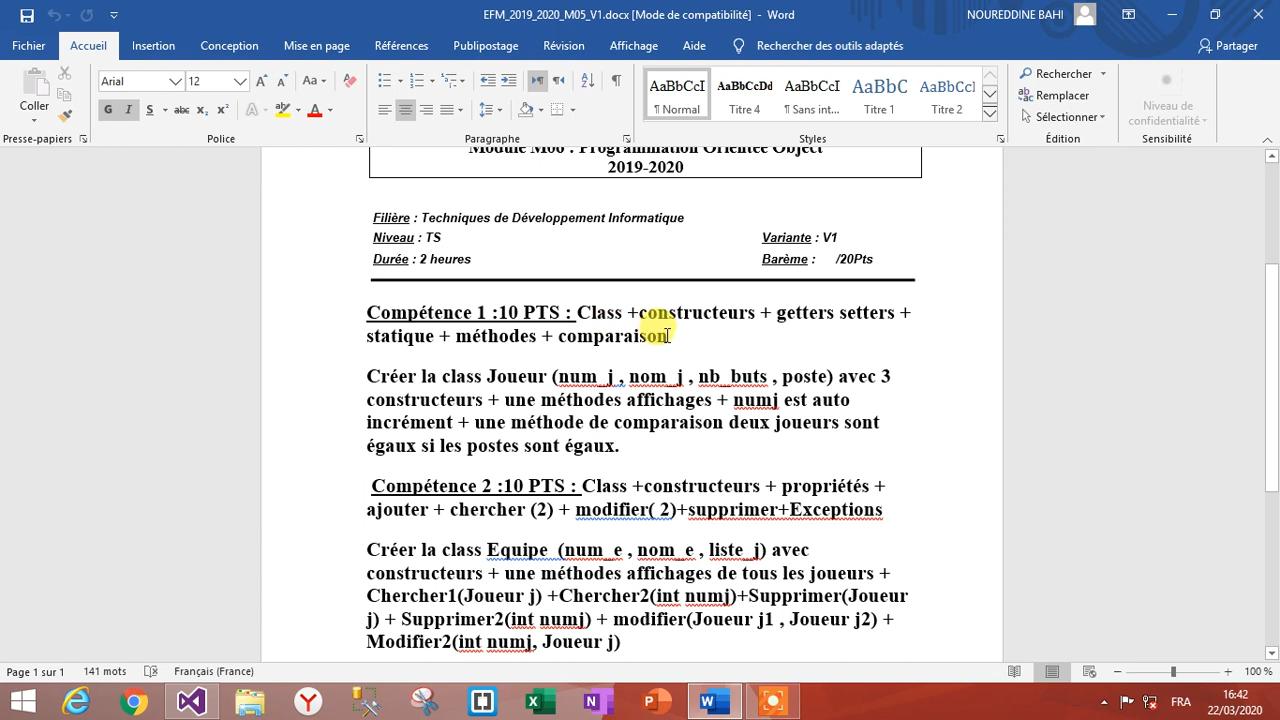 EFM_2019_2020_M05_V1.docx [Mode de compatibilité] - Word
NOUREDDINE BAHI
Fichier Accueil Insertion Conception Mise en page Références Publipostage Révision Affichage Aide Rechercher des outils adaptés Partager
Coller
Arial 12
G I S abc x₂ x²
AaBbCcI AaBbCcDd AaBbCcI AaBbC AaBbCcI
¶ Normal Titre 4 ¶ Sans int... Titre 1 Titre 2
Rechercher
Remplacer
Sélectionner
Niveau de confidentialité
Presse-papiers Police Paragraphe Styles Édition Sensibilité
Module M06 : Programmation Orientée Object
2019-2020
Filière : Techniques de Développement Informatique
Niveau : TS Variante : V1
Durée : 2 heures Barème : /20Pts
Compétence 1 :10 PTS : Class +constructeurs + getters setters +
statique + méthodes + comparaison
Créer la class Joueur (num_j , nom_j , nb_buts , poste) avec 3
constructeurs + une méthodes affichages + numj est auto
incrément + une méthode de comparaison deux joueurs sont
égaux si les postes sont égaux.
Compétence 2 :10 PTS : Class +constructeurs + propriétés +
ajouter + chercher (2) + modifier( 2)+supprimer+Exceptions
Créer la class Equipe (num_e , nom_e , liste_j) avec
constructeurs + une méthodes affichages de tous les joueurs +
Chercher1(Joueur j) +Chercher2(int numj)+Supprimer(Joueur
j) + Supprimer2(int numj) + modifier(Joueur j1 , Joueur j2) +
Modifier2(int numj, Joueur j)
Page 1 sur 1 141 mots Français (France) 100 %
FRA
16:42
22/03/2020